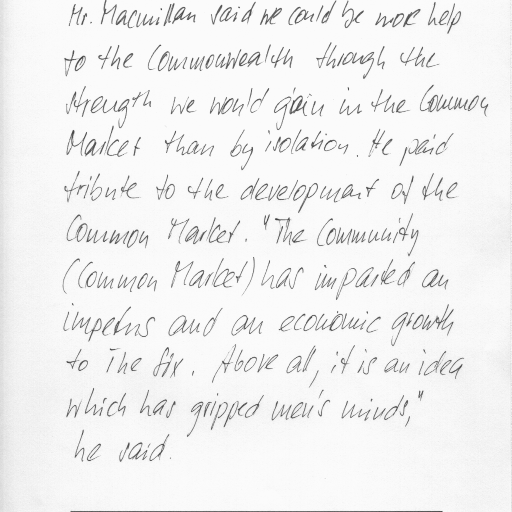 Mr. Macmillan said we could be more help
to the Commonwealth through the
strength we would gain in the Common
Market than by isolation. He paid
tribute to the development of the
Common Market. "The Community
(Common Market) has imparted an
impetus and an economic growth
to The Six. Above all, it is an idea
which has gripped men's minds,"
he said.